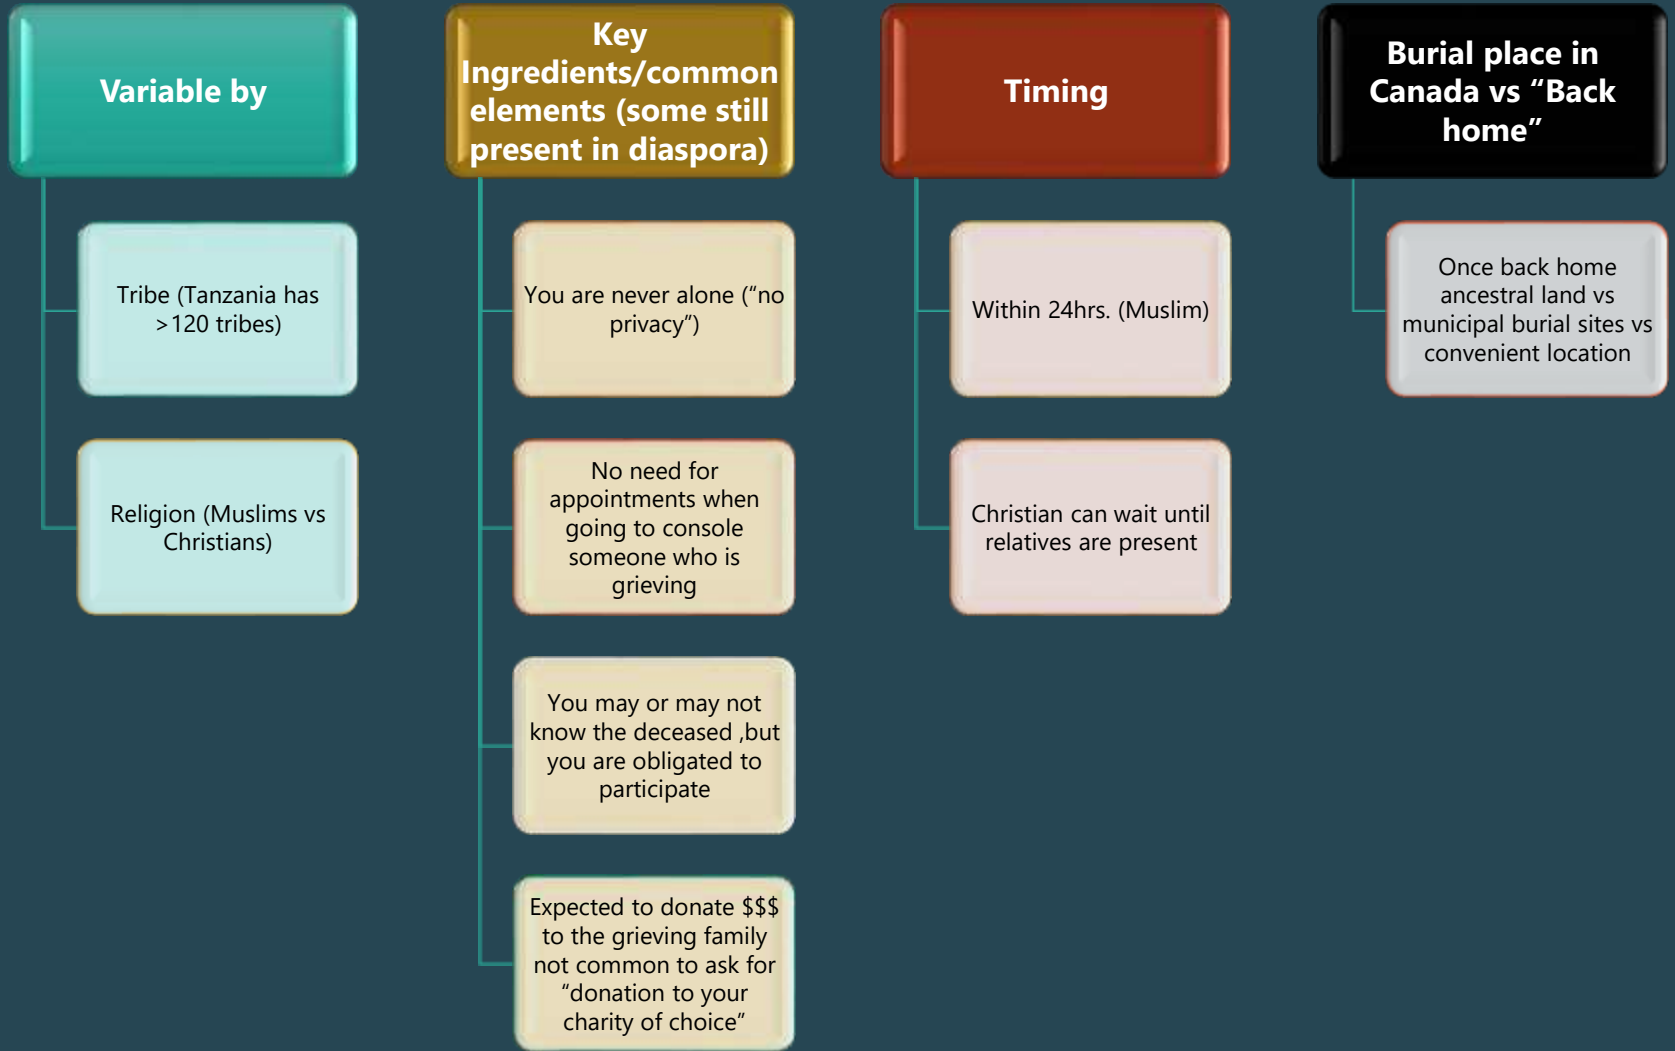 Variable by
Tribe (Tanzania has
>120 tribes)
Religion (Muslims vs
Christians)
Key
Ingredients/common
elements (some still
present in diaspora)
You are never alone (“no
privacy”)
No need for
appointments when
going to console
someone who is
grieving
You may or may not
know the deceased ,but
you are obligated to
participate
Expected to donate $$$
to the grieving family
not common to ask for
“donation to your
charity of choice”
Timing
Within 24hrs. (Muslim)
Christian can wait until
relatives are present
Burial place in
Canada vs “Back
home”
Once back home
ancestral land vs
municipal burial sites vs
convenient location